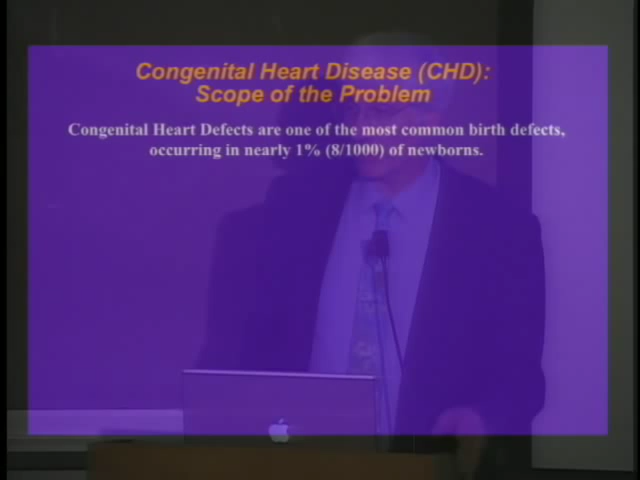 Congenital Heart Disease (CHD):
Scope of the Problem
Congenital Heart Defects are one of the most common birth defects,
occurring in nearly 1% (8/1000) of newborns.